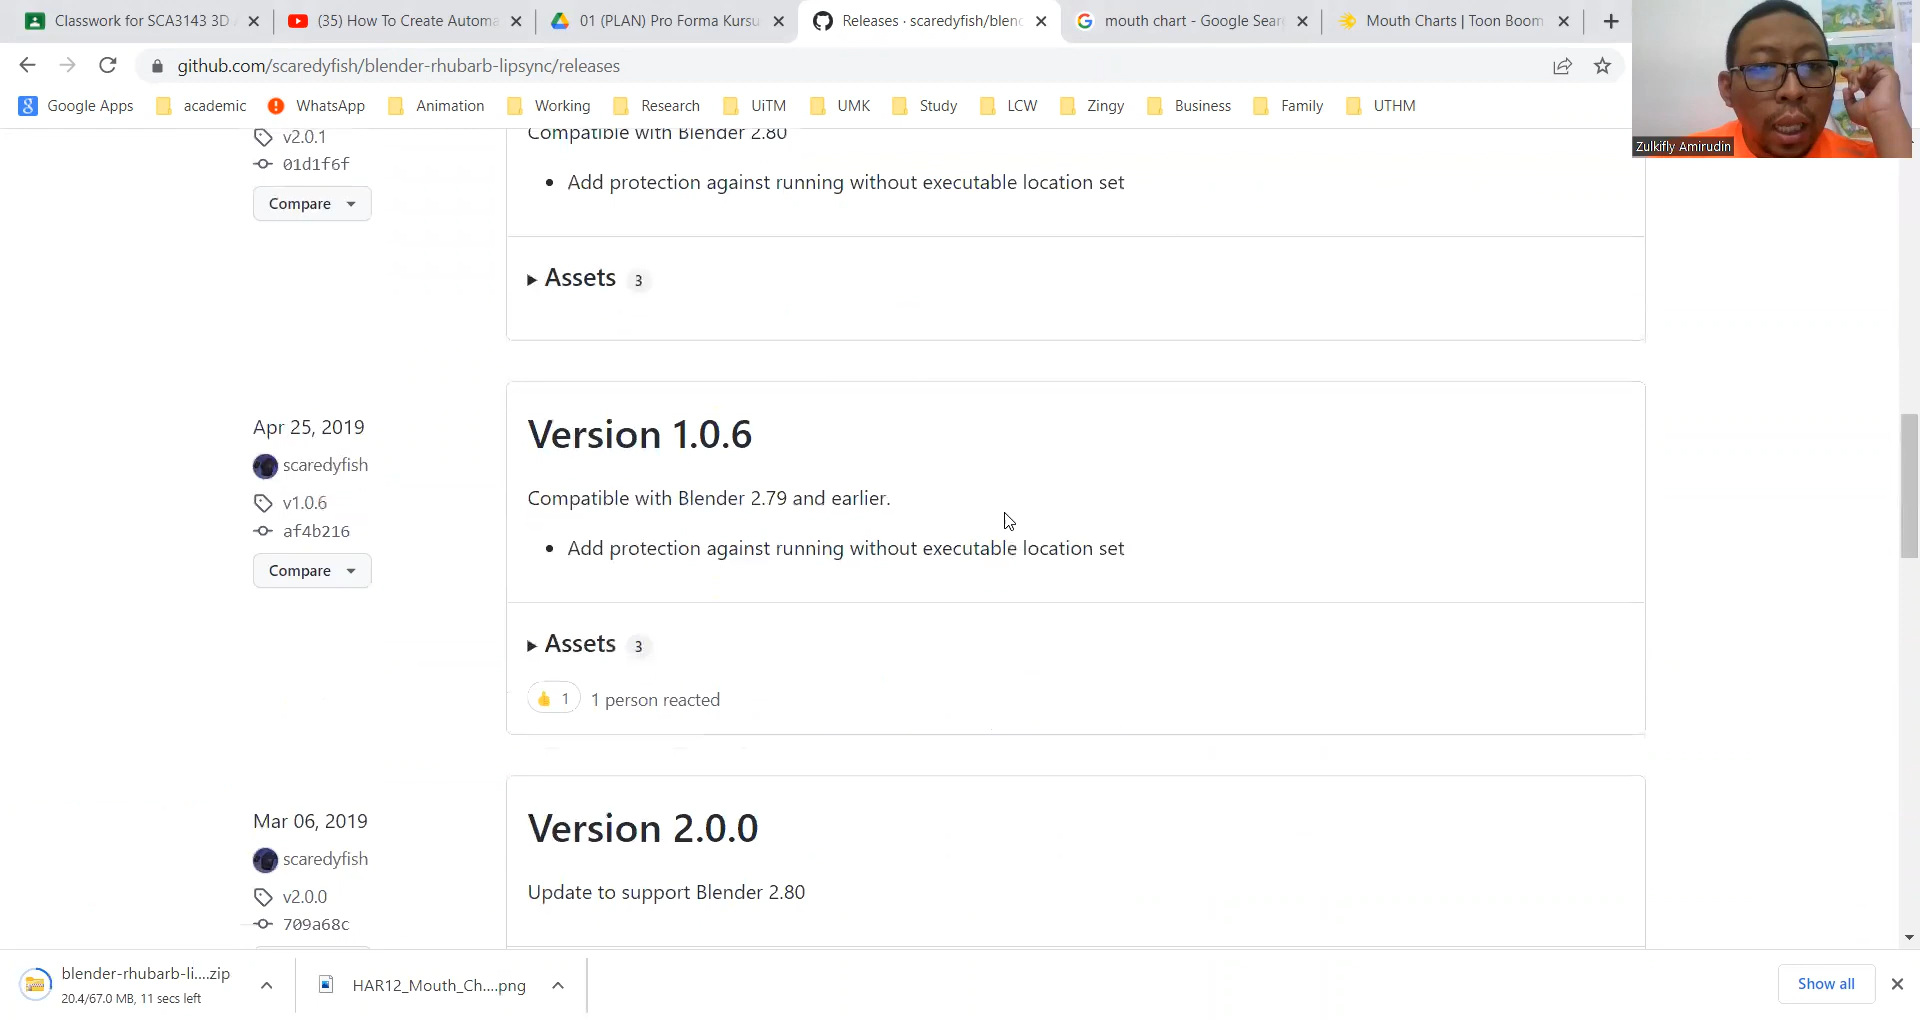 Classwork for SCA3143 3D
(35) How To Create Automa
01 (PLAN) Pro Forma Kursu
Releases · scaredyfish/blenc
mouth chart - Google Sear
Mouth Charts | Toon Boom
github.com/scaredyfish/blender-rhubarb-lipsync/releases
Google Apps
academic
WhatsApp
Animation
Working
Research
UiTM
UMK
Study
LCW
Zingy
Business
Family
UTHM
Zulkifly Amirudin
v2.0.1
Compatible with Blender 2.80
01d1f6f
• Add protection against running without executable location set
Compare
Assets 3
Apr 25, 2019
Version 1.0.6
scaredyfish
v1.0.6
Compatible with Blender 2.79 and earlier.
af4b216
• Add protection against running without executable location set
Compare
Assets 3
1
1 person reacted
Mar 06, 2019
Version 2.0.0
scaredyfish
v2.0.0
Update to support Blender 2.80
709a68c
blender-rhubarb-li....zip
20.4/67.0 MB, 11 secs left
HAR12_Mouth_Ch....png
Show all